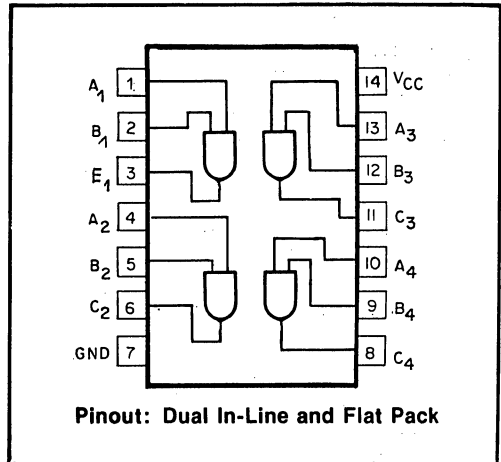 A1 1 14 VCC
B1 2 13 A3
E1 3 12 B3
A2 4 11 C3
B2 5 10 A4
C2 6 9 B4
GND 7 8 C4
Pinout: Dual In-Line and Flat Pack